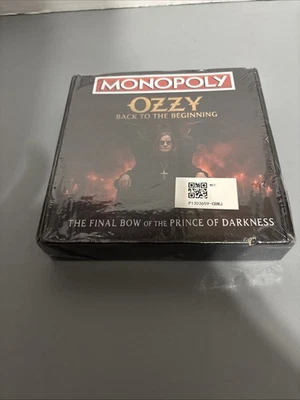 MONOPOLY
OZZY
BACK TO THE BEGINNING
THE FINAL BOW OF THE PRINCE OF DARKNESS